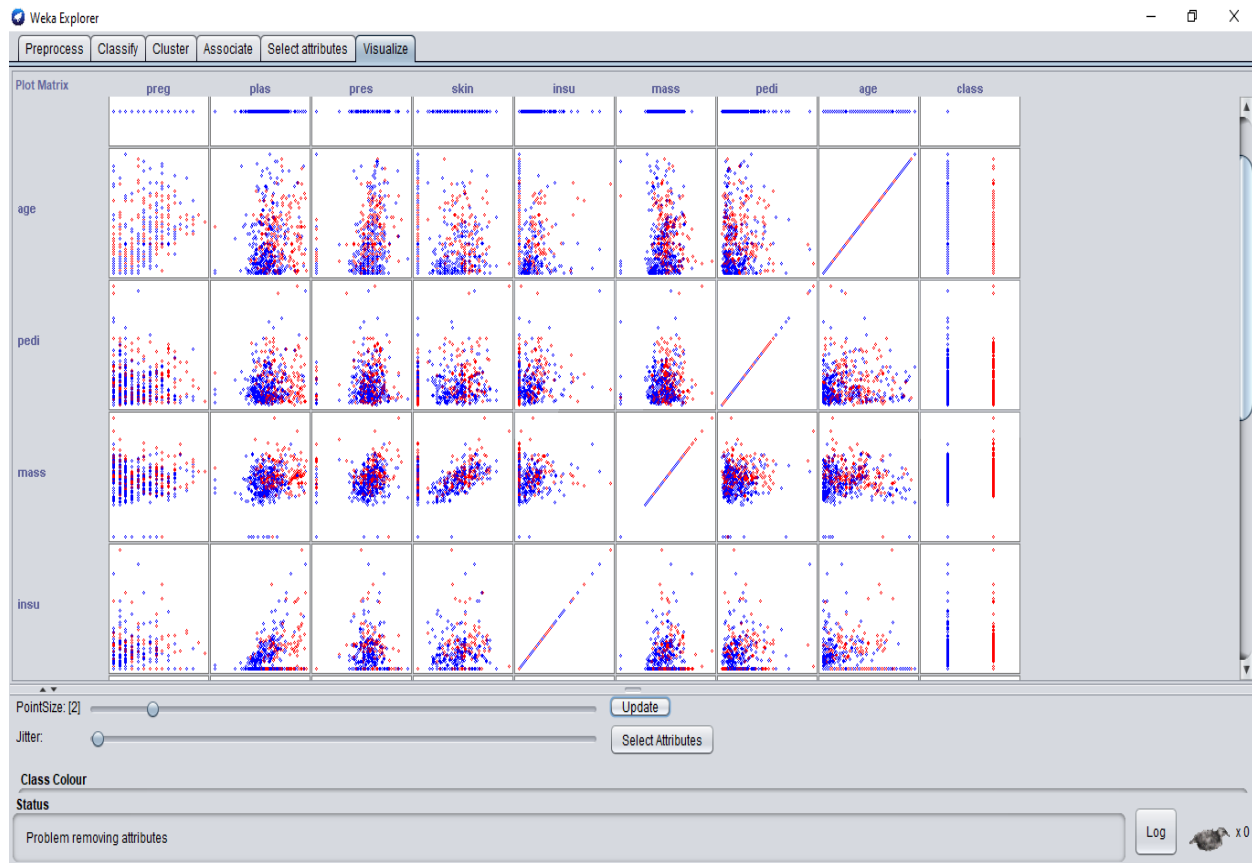 Weka Explorer
Preprocess Classify Cluster Associate Select attributes Visualize
Plot Matrix preg plas pres skin insu mass pedi age class
age
pedi
mass
insu
PointSize: [2] Update
Jitter: Select Attributes
Class Colour
Status
Problem removing attributes
Log x 0